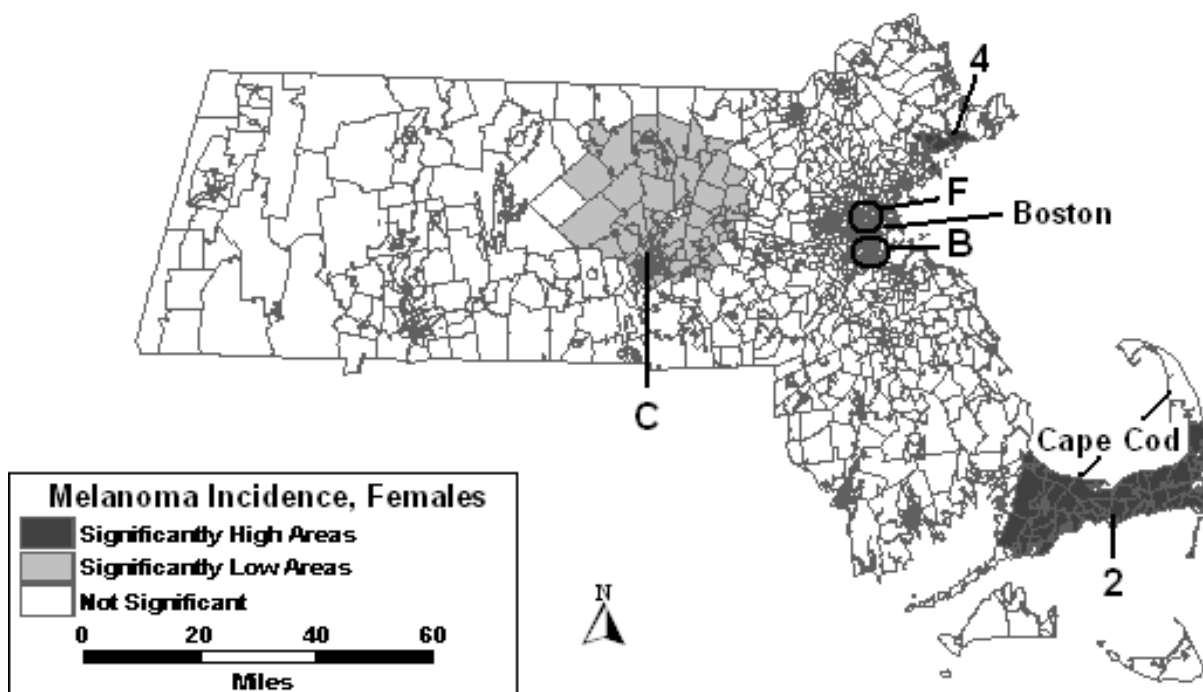 4
F
Boston
B
C
Cape Cod
2
Melanoma Incidence, Females
Significantly High Areas
Significantly Low Areas
Not Significant
0 20 40 60
Miles
N